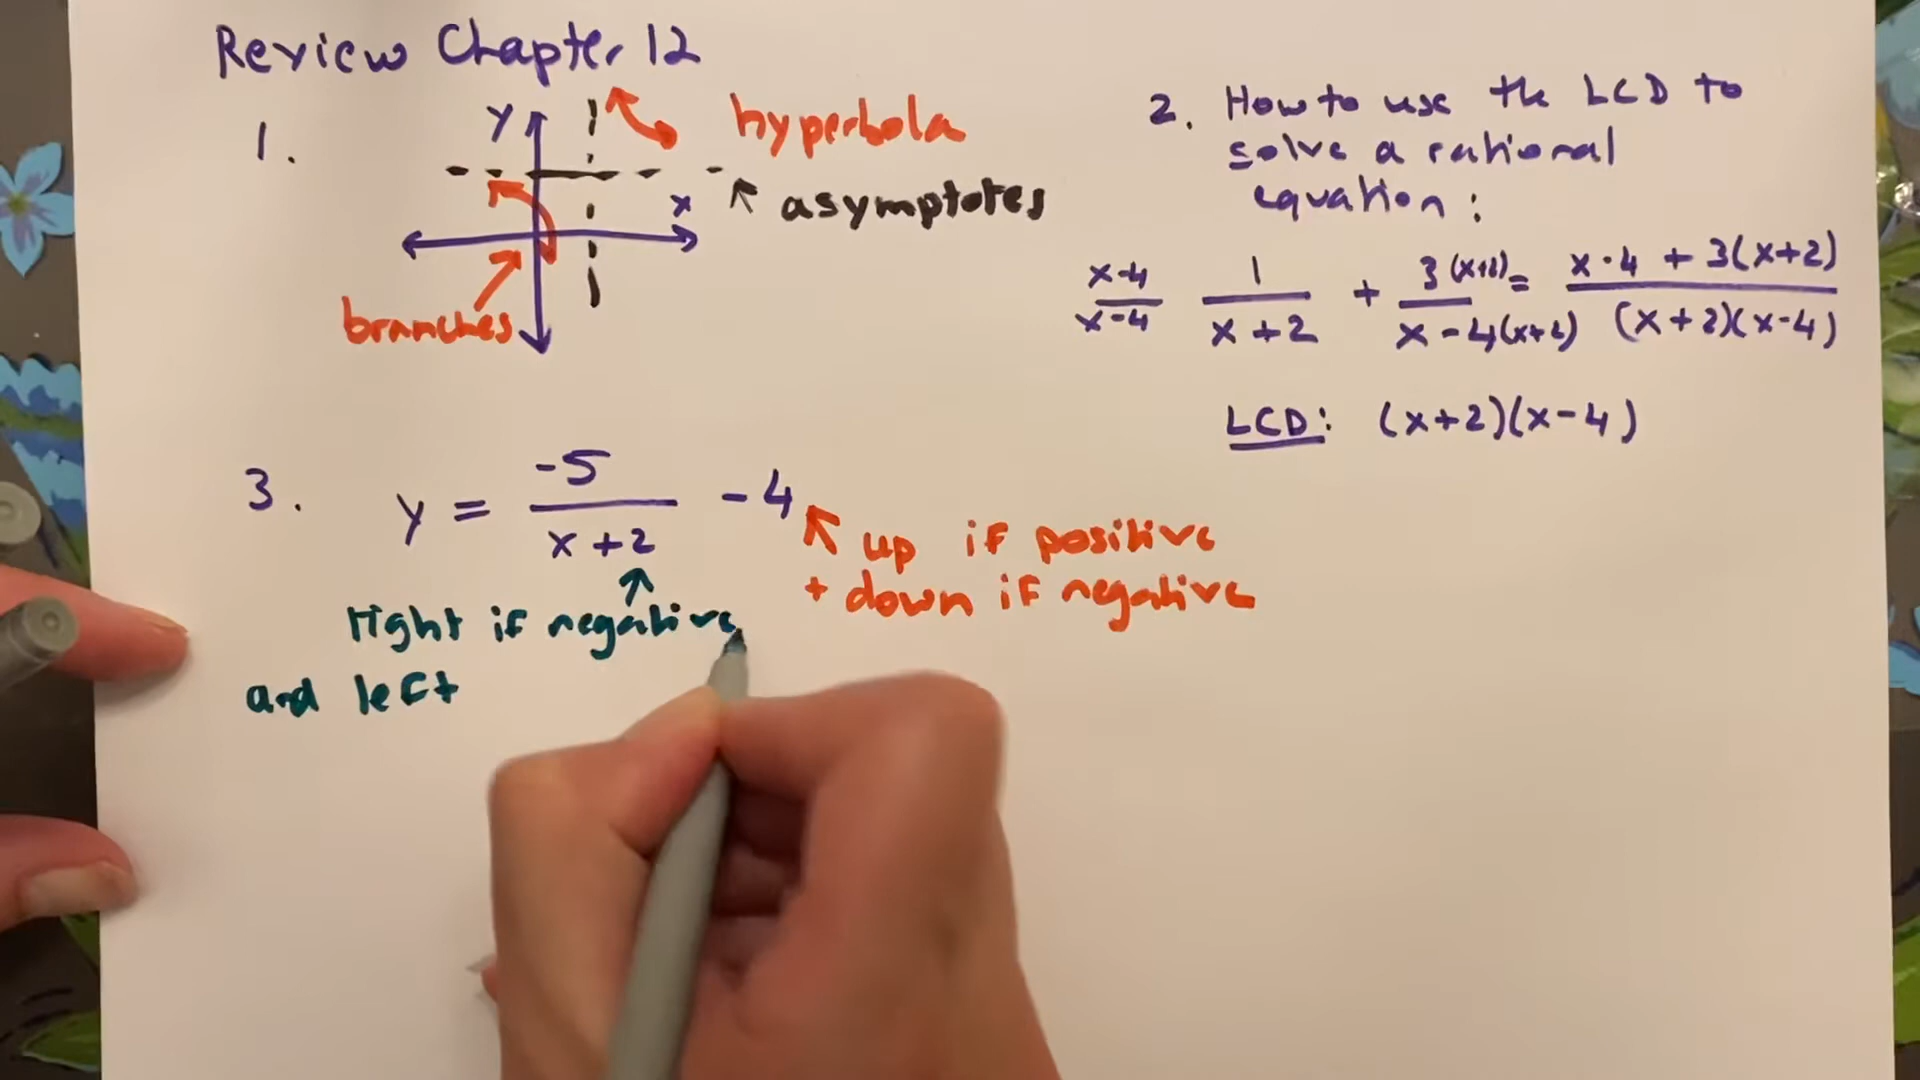 Review Chapter 12
1.
y
x
hyperbola
asymptotes
branches
2. How to use the LCD to
solve a rational
equation:
x-4/x-4 1/x+2 + 3(x+2)/x-4(x+2) = x-4 + 3(x+2)/(x+2)(x-4)
LCD: (x+2)(x-4)
3. y = -5/x+2 -4
up if positive
+ down if negative
right if negative
and left